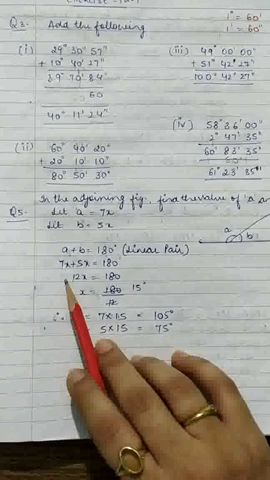 1° = 60'
1' = 60"
Q3. Add the following
(i) 29° 30' 57"
+ 10° 40' 27"
39° 70' 84"
60
40° 11' 24"
(ii) 60° 40' 20"
+ 20° 10' 10"
80° 50' 30"
(iii) 49° 00' 00"
+ 51° 42' 27"
100° 42' 27"
(iv) 58° 36' 00"
2° 47' 35"
60° 83' 35"
61° 23' 35"
In the adjoining fig, find the value of
Q5. Let a = 7x
Let b = 5x
a b
a + b = 180° (Linear Pair)
7x + 5x = 180°
12x = 180
x = 180/12 15°
= 7×15 = 105°
5×15 = 75°